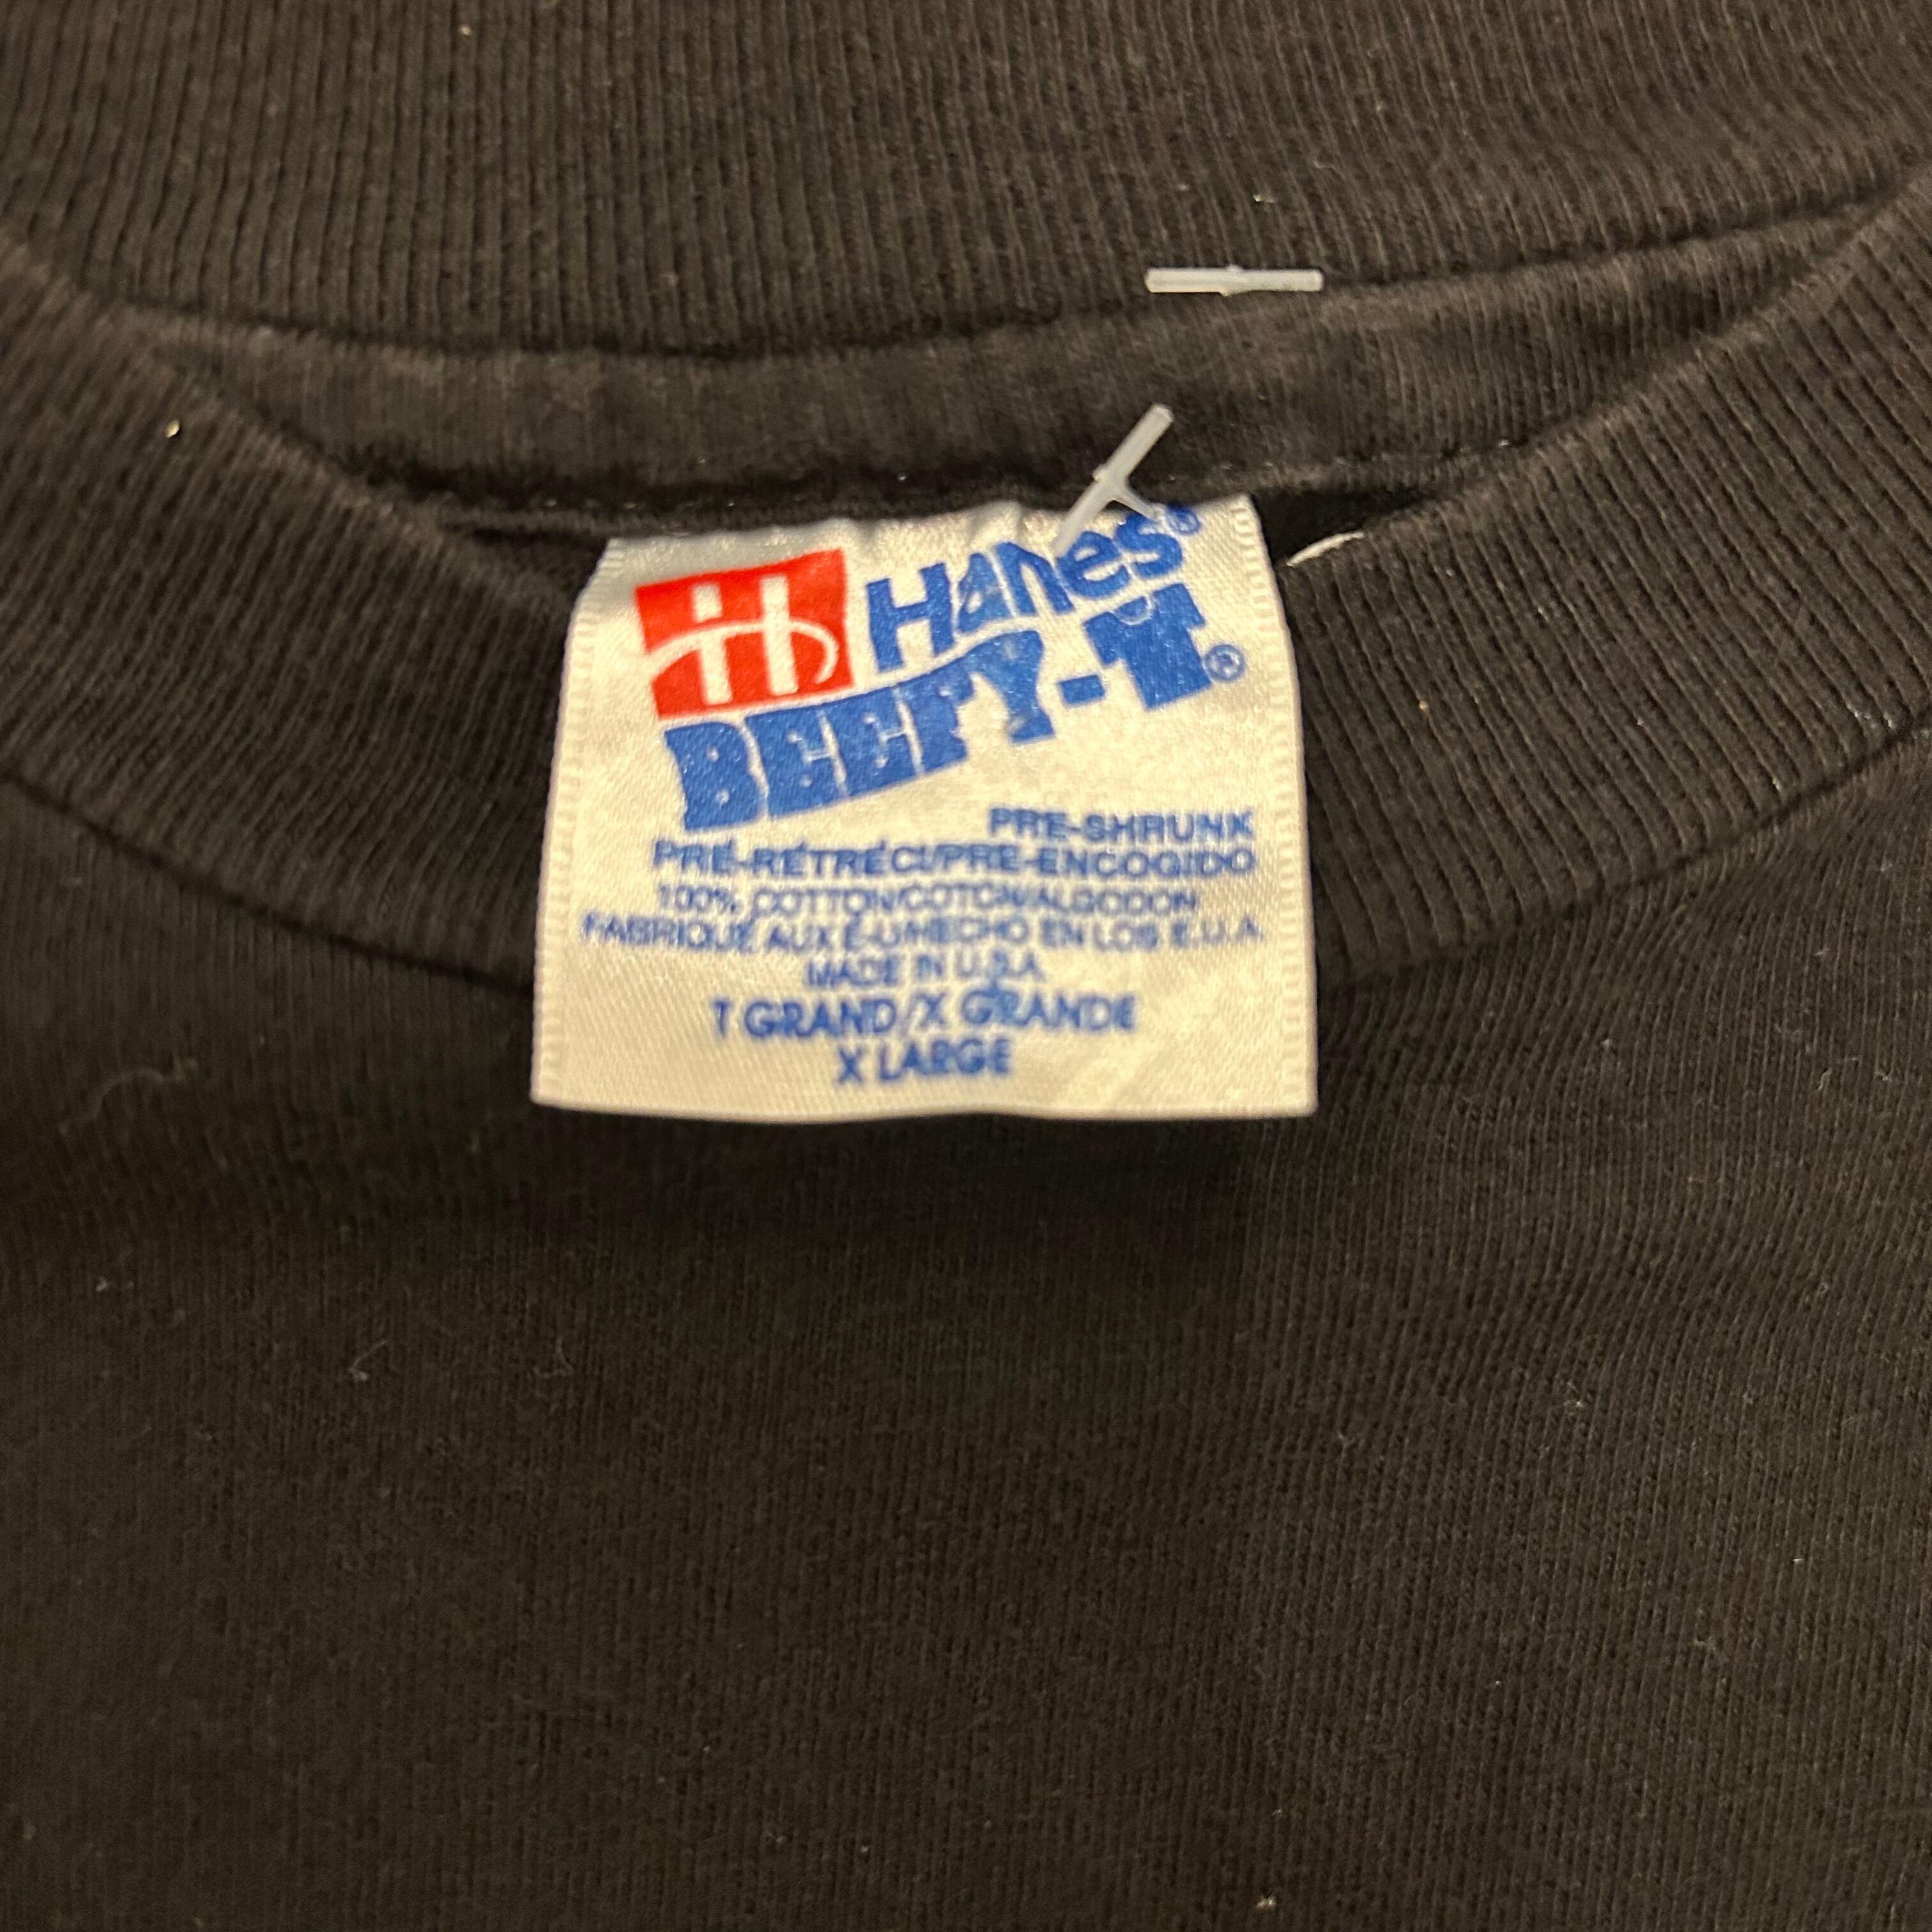 H Hanes®
BEEFY-T®
PRE-SHRUNK
PRÉ-RÉTRÉCI/PRE-ENCOGIDO
100% COTTON/COTON/ALGODON
FABRIQUÉ AUX É-U/HECHO EN LOS E.U.A.
MADE IN U.S.A.
T GRAND/X GRANDE
X LARGE